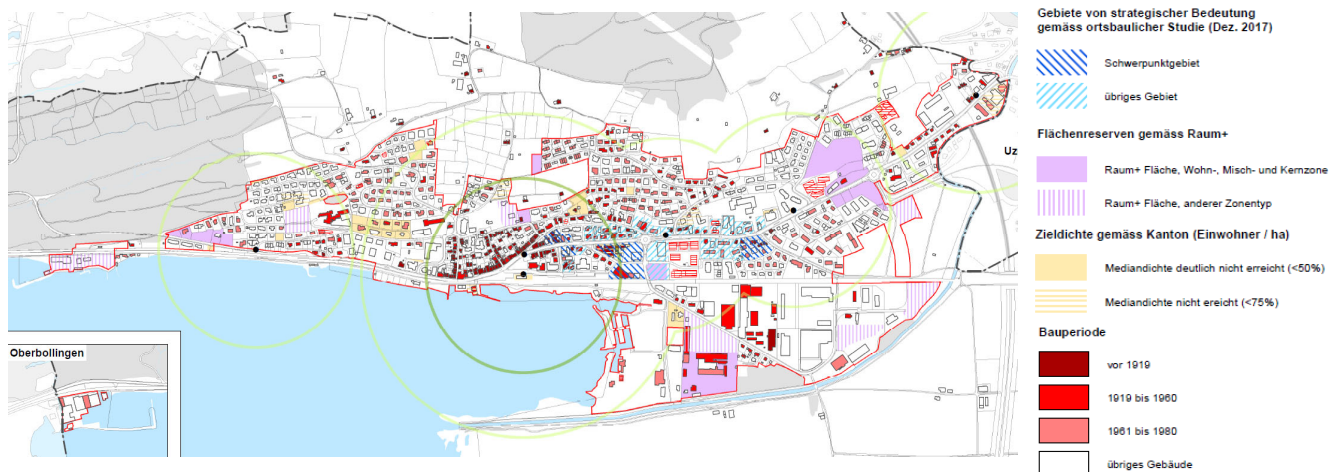 Gebiete von strategischer Bedeutung
gemäss ortsbaulicher Studie (Dez. 2017)
Schwerpunktgebiet
übriges Gebiet
Flächenreserven gemäss Raum+
Raum+ Fläche, Wohn-, Misch- und Kernzone
Raum+ Fläche, anderer Zonentyp
Zieldichte gemäss Kanton (Einwohner / ha)
Mediandichte deutlich nicht erreicht (<50%)
Mediandichte nicht ereicht (<75%)
Bauperiode
vor 1919
1919 bis 1960
1961 bis 1980
übriges Gebäude
Uz
Oberbollingen